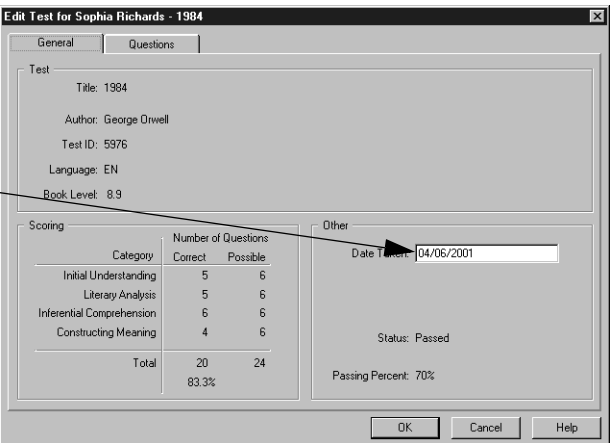 Edit Test for Sophia Richards - 1984
General Questions
Test
Title: 1984
Author: George Orwell
Test ID: 5976
Language: EN
Book Level: 8.9
Scoring
Number of Questions
Category Correct Possible
Initial Understanding 5 6
Literary Analysis 5 6
Inferential Comprehension 6 6
Constructing Meaning 4 6
Total 20 24
83.3%
Other
Date Taken: 04/06/2001
Status: Passed
Passing Percent: 70%
OK Cancel Help